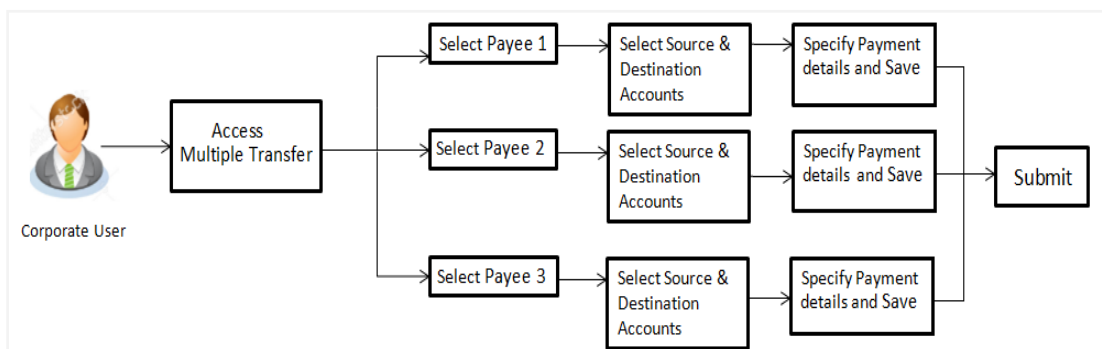 Corporate User
Access
Multiple Transfer
Select Payee 1
Select Source &
Destination
Accounts
Specify Payment
details and Save
Select Payee 2
Select Source &
Destination
Accounts
Specify Payment
details and Save
Select Payee 3
Select Source &
Destination
Accounts
Specify Payment
details and Save
Submit